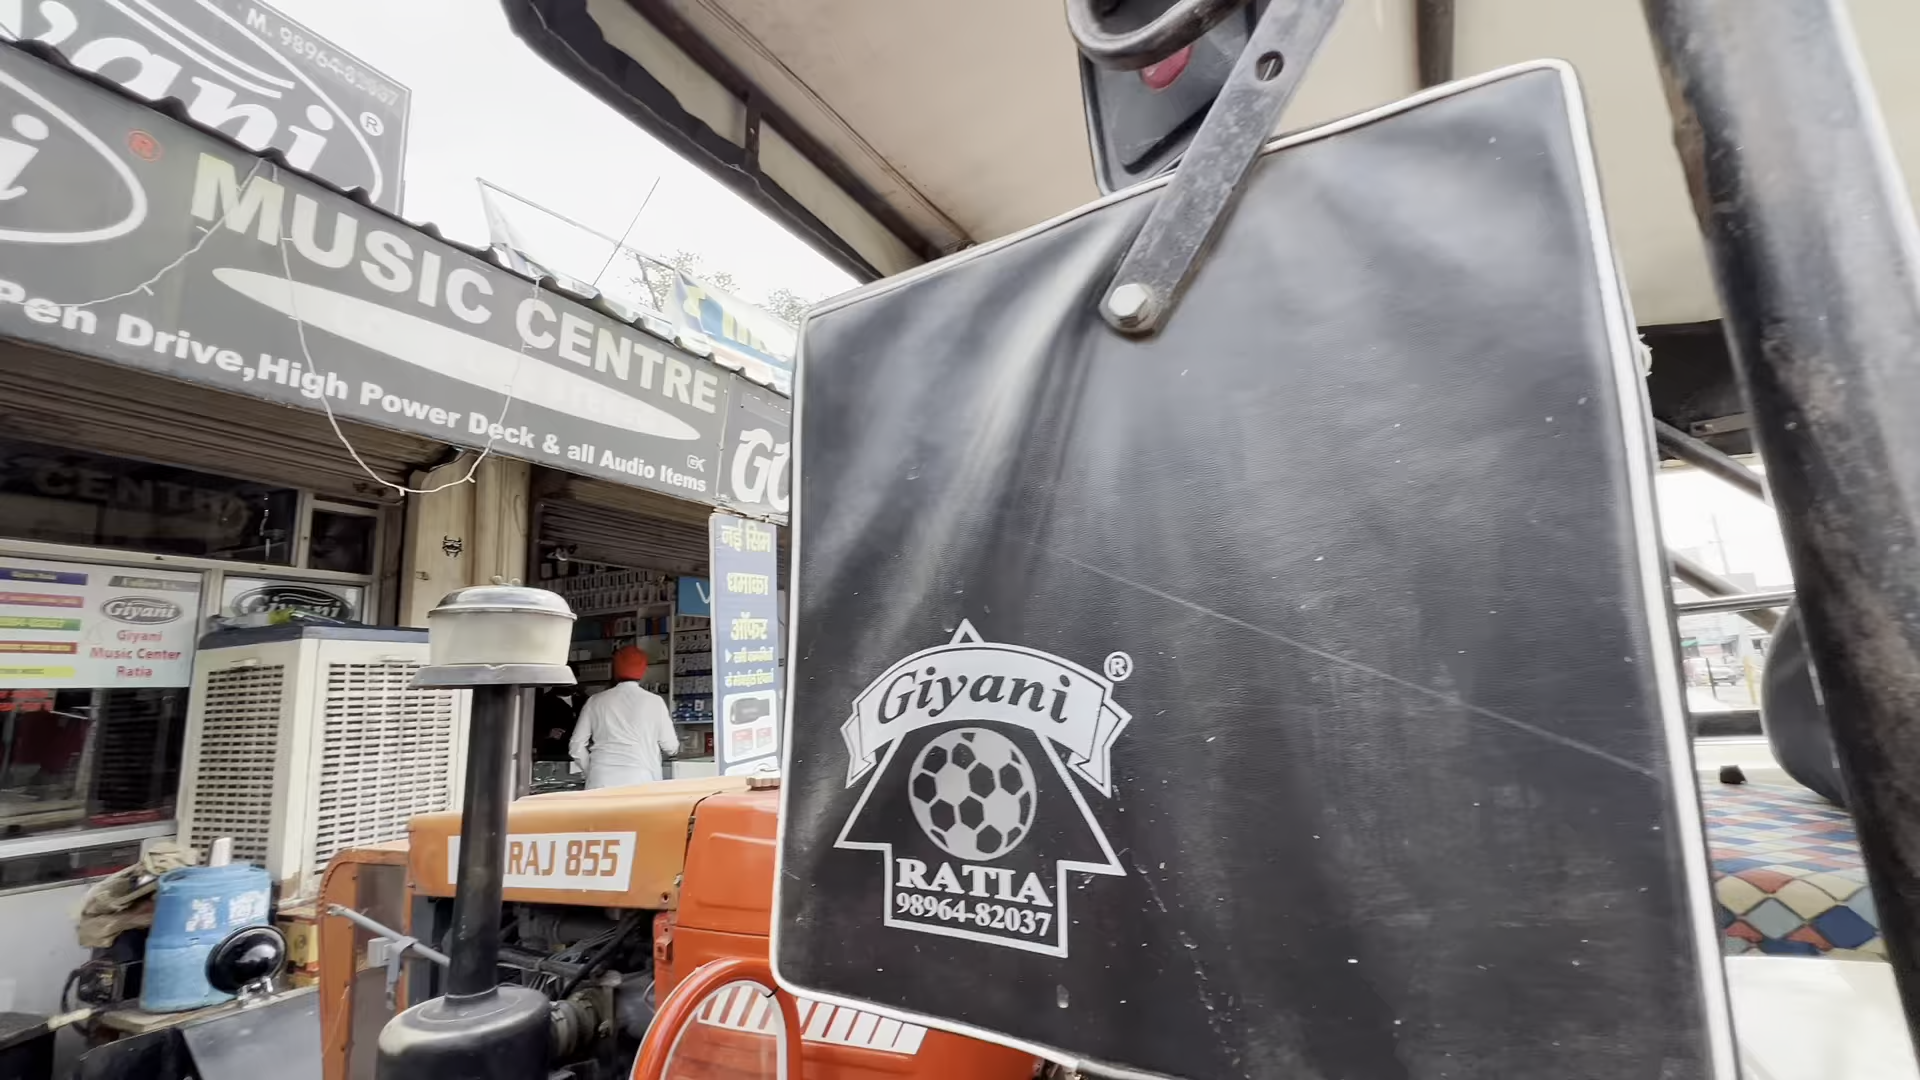 M. 98964-82037
®
MUSIC CENTRE
Pen Drive, High Power Deck & all Audio Items
GK
नई सिम
धमाका
ऑफर
Giyani
Giyani
Music Center
Ratia
Giyani
RAJ 855
Giyani ®
RATIA
98964-82037